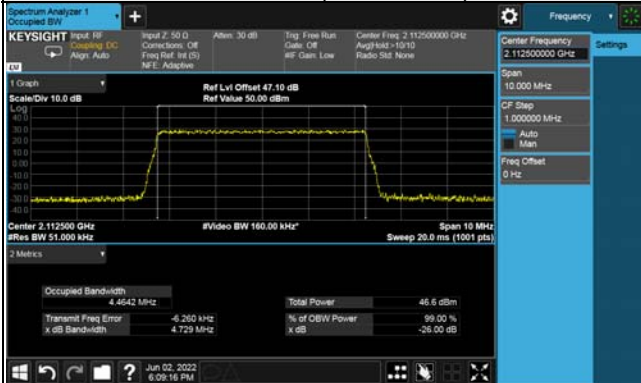 Spectrum Analyzer 1
Occupied BW
Frequency
KEYSIGHT
Input: RF
Coupling: DC
Align: Auto
Input Z: 50 Ω
Corrections: Off
Freq Ref: Int (S)
NFE: Adaptive
Atten: 30 dB
Trig: Free Run
Gate: Off
#IF Gain: Low
Center Freq: 2.112500000 GHz
Avg|Hold:>10/10
Radio Std: None
LXI
1 Graph
Scale/Div 10.0 dB
Ref Lvl Offset 47.10 dB
Ref Value 50.00 dBm
Log
40.0
30.0
20.0
10.0
0.00
-10.0
-20.0
-30.0
-40.0
Center 2.112500 GHz
#Res BW 51.000 kHz
#Video BW 160.00 kHz*
Span 10 MHz
Sweep 20.0 ms (1001 pts)
2 Metrics
Occupied Bandwidth
4.4642 MHz
Total Power
46.6 dBm
Transmit Freq Error
-6.260 kHz
% of OBW Power
99.00 %
x dB Bandwidth
4.729 MHz
x dB
-26.00 dB
Center Frequency
2.112500000 GHz
Settings
Span
10.000 MHz
CF Step
1.000000 MHz
Auto
Man
Freq Offset
0 Hz
?
Jun 02, 2022
6:09:16 PM